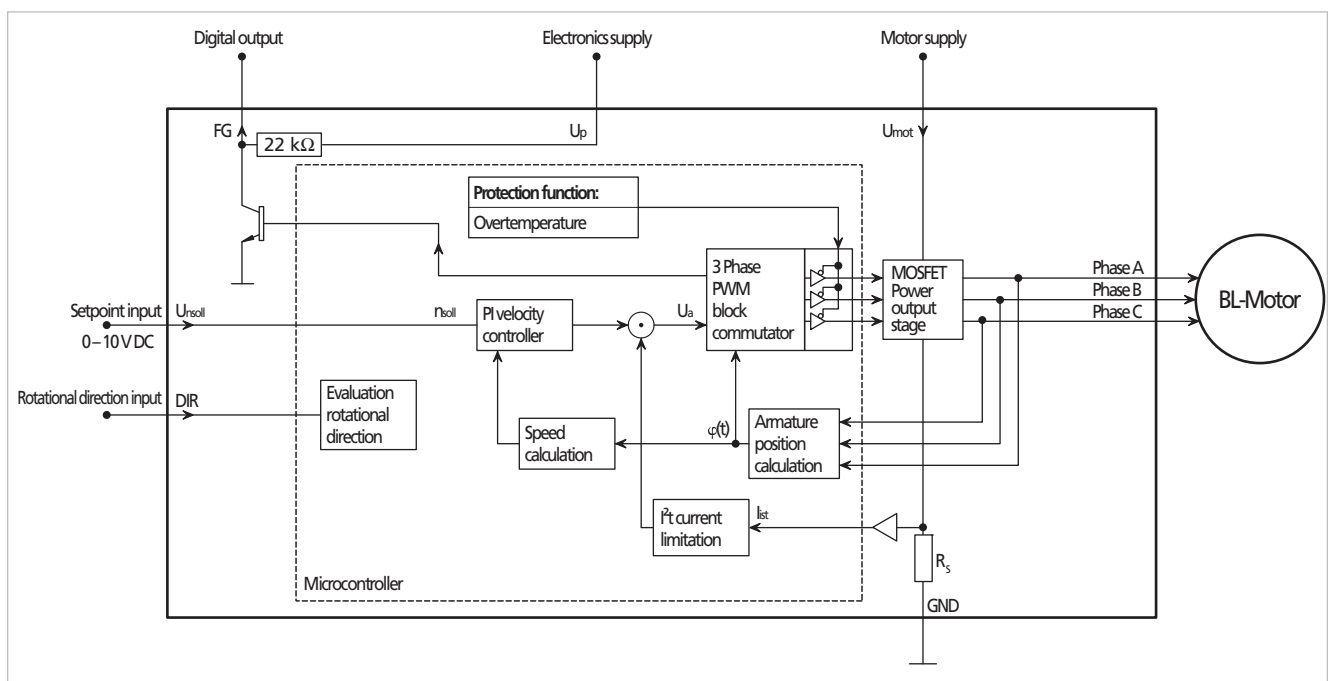 Digital output
Electronics supply
Motor supply
FG
22 kΩ
Up
Umot
Protection function:
Overtemperature
3 Phase
PWM
block
commutator
MOSFET
Power
output
stage
Phase A
Phase B
Phase C
BL-Motor
Setpoint input
0–10 V DC
Unsoll
nsoll
PI velocity
controller
Ua
Rotational direction input
DIR
Evaluation
rotational
direction
Speed
calculation
φ(t)
Armature
position
calculation
I²t current
limitation
Iist
RS
Microcontroller
GND